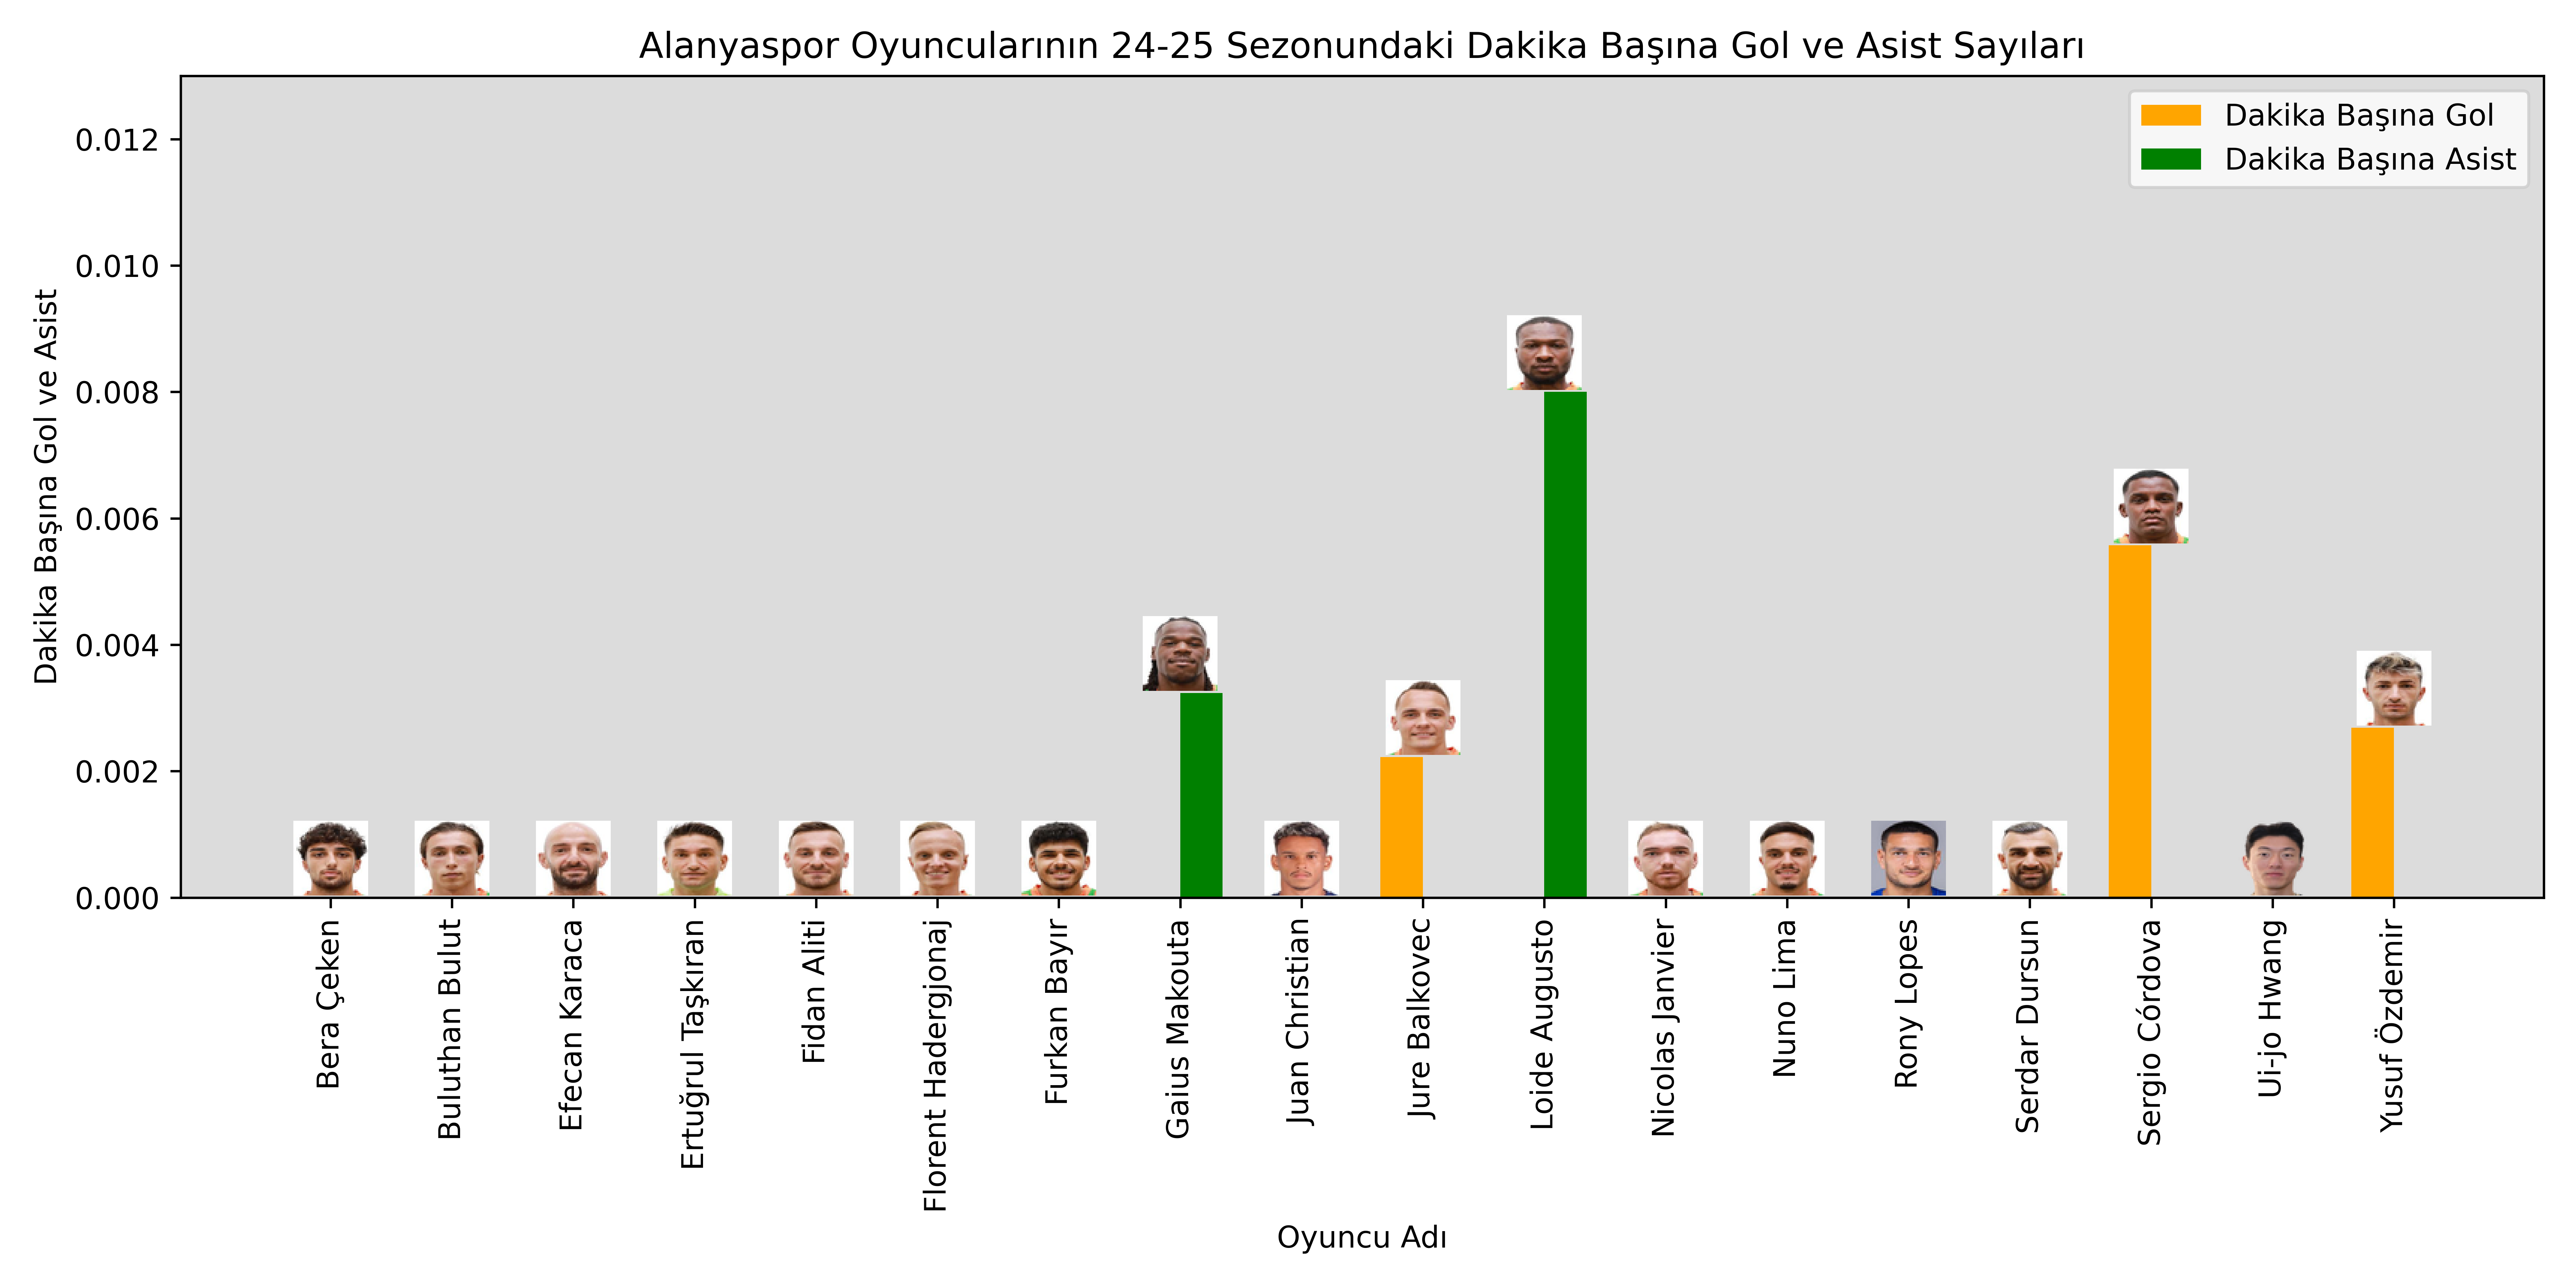 Alanyaspor Oyuncularının 24-25 Sezonundaki Dakika Başına Gol ve Asist Sayıları
Dakika Başına Gol
Dakika Başına Asist
Dakika Başına Gol ve Asist
0.012
0.010
0.008
0.006
0.004
0.002
0.000
Bera Çeken
Buluthan Bulut
Efecan Karaca
Ertuğrul Taşkıran
Fidan Aliti
Florent Hadergjonaj
Furkan Bayır
Gaius Makouta
Juan Christian
Jure Balkovec
Loide Augusto
Nicolas Janvier
Nuno Lima
Rony Lopes
Serdar Dursun
Sergio Córdova
Ui-jo Hwang
Yusuf Özdemir
Oyuncu Adı